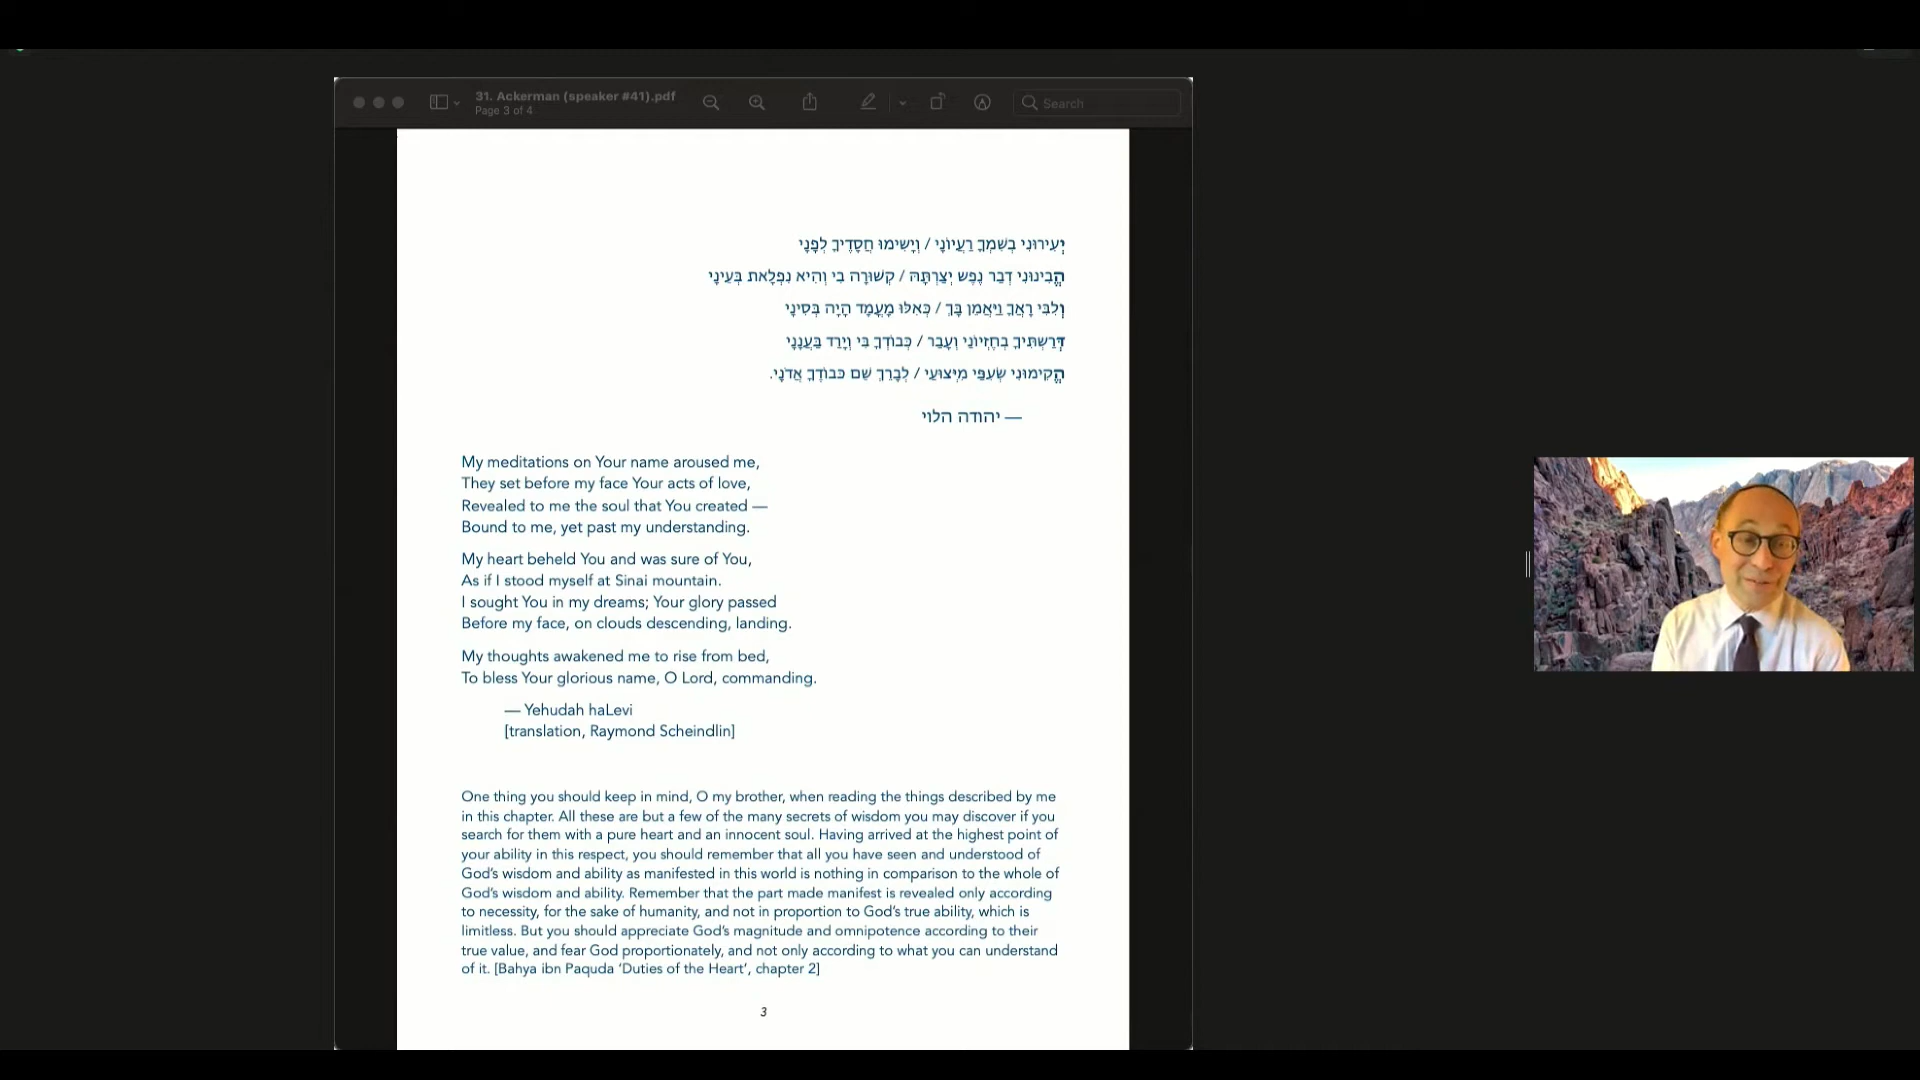 31. Ackerman (speaker #41).pdf
Page 3 of 4
Search
יְעִירוּנִי בְשִׁמְךָ רַעֲיוֹנָי / וְיָשִׂימוּ חֲסָדֶיךָ לְפָנָי
הֱבִינוּנִי דְבַר נֶפֶשׁ יְצַרְתָּהּ / קְשׁוּרָה בִי וְהִיא נִפְלָאת בְּעֵינָי
וְלִבִּי רָאֲךָ וַיַּאֲמֵן בָּךְ / כְּאִלּוּ מָעֳמָד הָיָה בְּסִינָי
דְּרַשְׁתִּיךָ בְחֶזְיוֹנַי וְעָבַר / כְּבוֹדְךָ בִּי וְיָרַד בַּעֲנָנָי
הֱקִימוּנִי שְׂעִפַּי מִיְּצוּעַי / לְבָרֵךְ שֵׁם כּבוֹדֶךָ אֲדֹנָי.
— יהודה הלוי
My meditations on Your name aroused me,
They set before my face Your acts of love,
Revealed to me the soul that You created —
Bound to me, yet past my understanding.
My heart beheld You and was sure of You,
As if I stood myself at Sinai mountain.
I sought You in my dreams; Your glory passed
Before my face, on clouds descending, landing.
My thoughts awakened me to rise from bed,
To bless Your glorious name, O Lord, commanding.
— Yehudah haLevi
[translation, Raymond Scheindlin]
One thing you should keep in mind, O my brother, when reading the things described by me
in this chapter. All these are but a few of the many secrets of wisdom you may discover if you
search for them with a pure heart and an innocent soul. Having arrived at the highest point of
your ability in this respect, you should remember that all you have seen and understood of
God's wisdom and ability as manifested in this world is nothing in comparison to the whole of
God's wisdom and ability. Remember that the part made manifest is revealed only according
to necessity, for the sake of humanity, and not in proportion to God's true ability, which is
limitless. But you should appreciate God's magnitude and omnipotence according to their
true value, and fear God proportionately, and not only according to what you can understand
of it. [Bahya ibn Paquda 'Duties of the Heart', chapter 2]
3